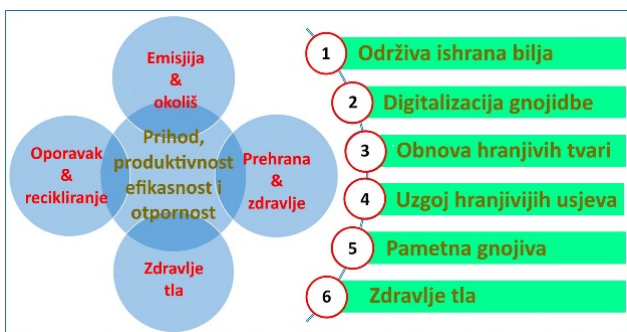 Emisjija
&
okoliš
Oporavak
&
recikliranje
Prihod,
produktivnost
efikasnost i
otpornost
Prehrana
&
zdravlje
Zdravlje
tla
1 Održiva ishrana bilja
2 Digitalizacija gnojidbe
3 Obnova hranjivih tvari
4 Uzgoj hranjivijih usjeva
5 Pametna gnojiva
6 Zdravlje tla